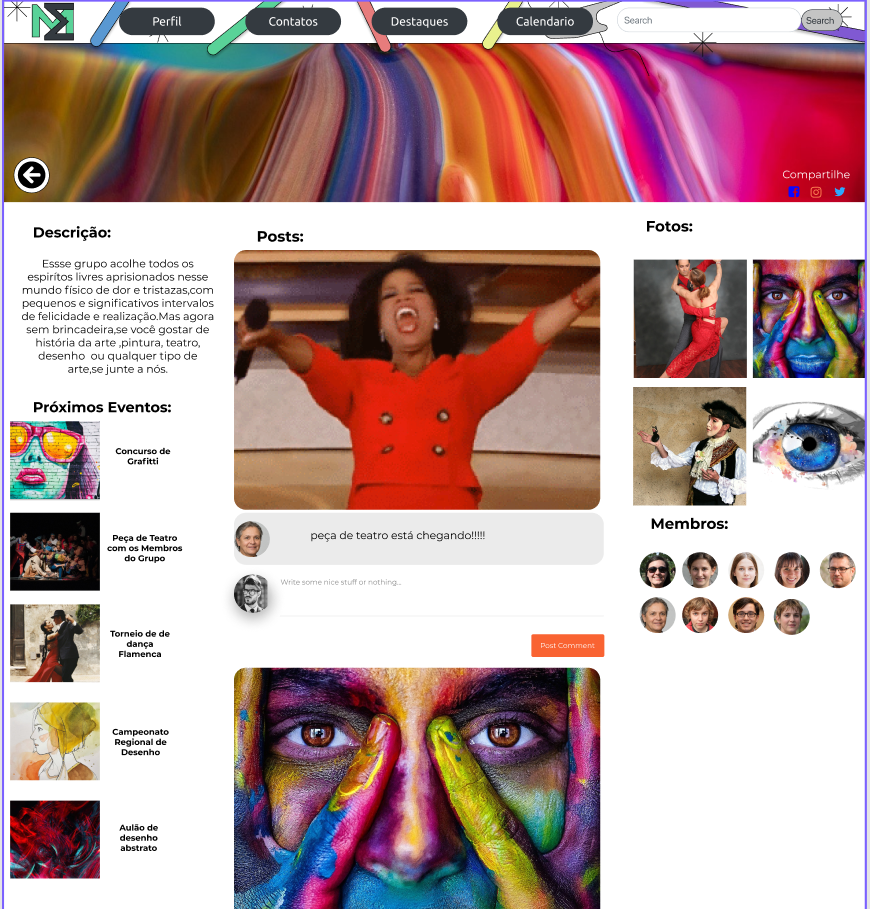 Perfil
Contatos
Destaques
Calendario
Search
Search
Compartilhe
Descrição:
Essse grupo acolhe todos os
espirítos livres aprisionados nesse
mundo físico de dor e tristazas,com
pequenos e significativos intervalos
de felicidade e realização.Mas agora
sem brincadeira,se você gostar de
história da arte ,pintura, teatro,
desenho ou qualquer tipo de
arte,se junte a nós.
Próximos Eventos:
Concurso de
Grafitti
Peça de Teatro
com os Membros
do Grupo
Torneio de de
dança
Flamenca
Campeonato
Regional de
Desenho
Aulão de
desenho
abstrato
Posts:
peça de teatro está chegando!!!!!
Write some nice stuff or nothing...
Post Comment
Fotos:
Membros: